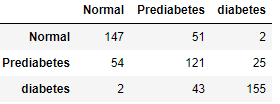 Normal Prediabetes diabetes
Normal 147 51 2
Prediabetes 54 121 25
diabetes 2 43 155